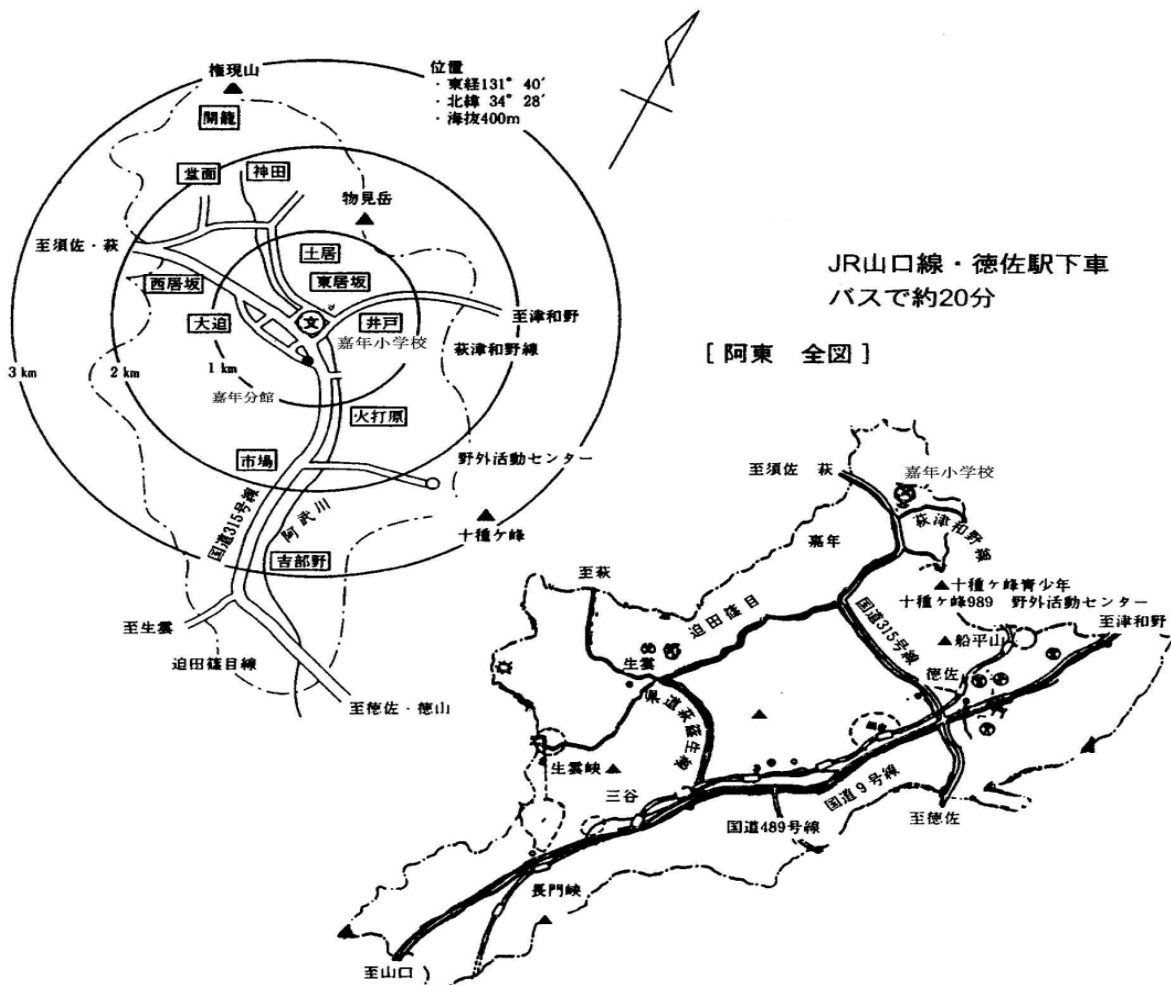 権現山
開龍
位置
・東経131° 40′
・北緯 34° 28′
・海抜400m
堂面
神田
物見岳
至須佐・萩
土居
西居坂
東居坂
大迫
文
井戸
至津和野
嘉年小学校
萩津和野線
3 km
2 km
1 km
嘉年分館
火打原
市場
野外活動センター
国道315号線
阿武川
十種ケ峰
吉部野
至生雲
迫田篠目線
至徳佐・徳山
JR山口線・徳佐駅下車
バスで約20分
[ 阿東 全図 ]
至須佐 萩
嘉年小学校
萩津和野線
嘉年
至萩
十種ケ峰青少年
十種ケ峰989 野外活動センター
迫田篠目
国道315号線
至津和野
船平山
生雲
徳佐
県道萩篠生線
生雲峡
三谷
国道9号線
国道489号線
至徳佐
長門峡
至山口